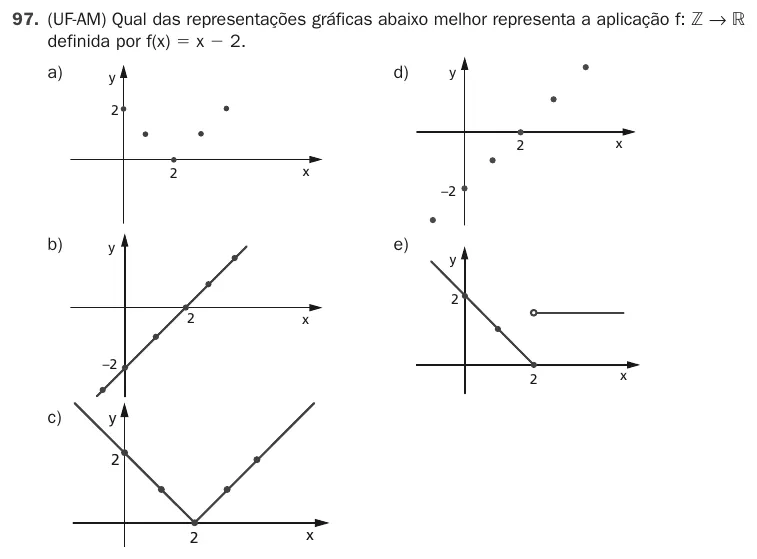 97. (UF-AM) Qual das representações gráficas abaixo melhor representa a aplicação f: ℤ → ℝ
definida por f(x) = x − 2.
a)
y
2
2
x
b)
y
2
x
–2
c)
y
2
2
x
d)
y
2
x
–2
e)
y
2
2
x